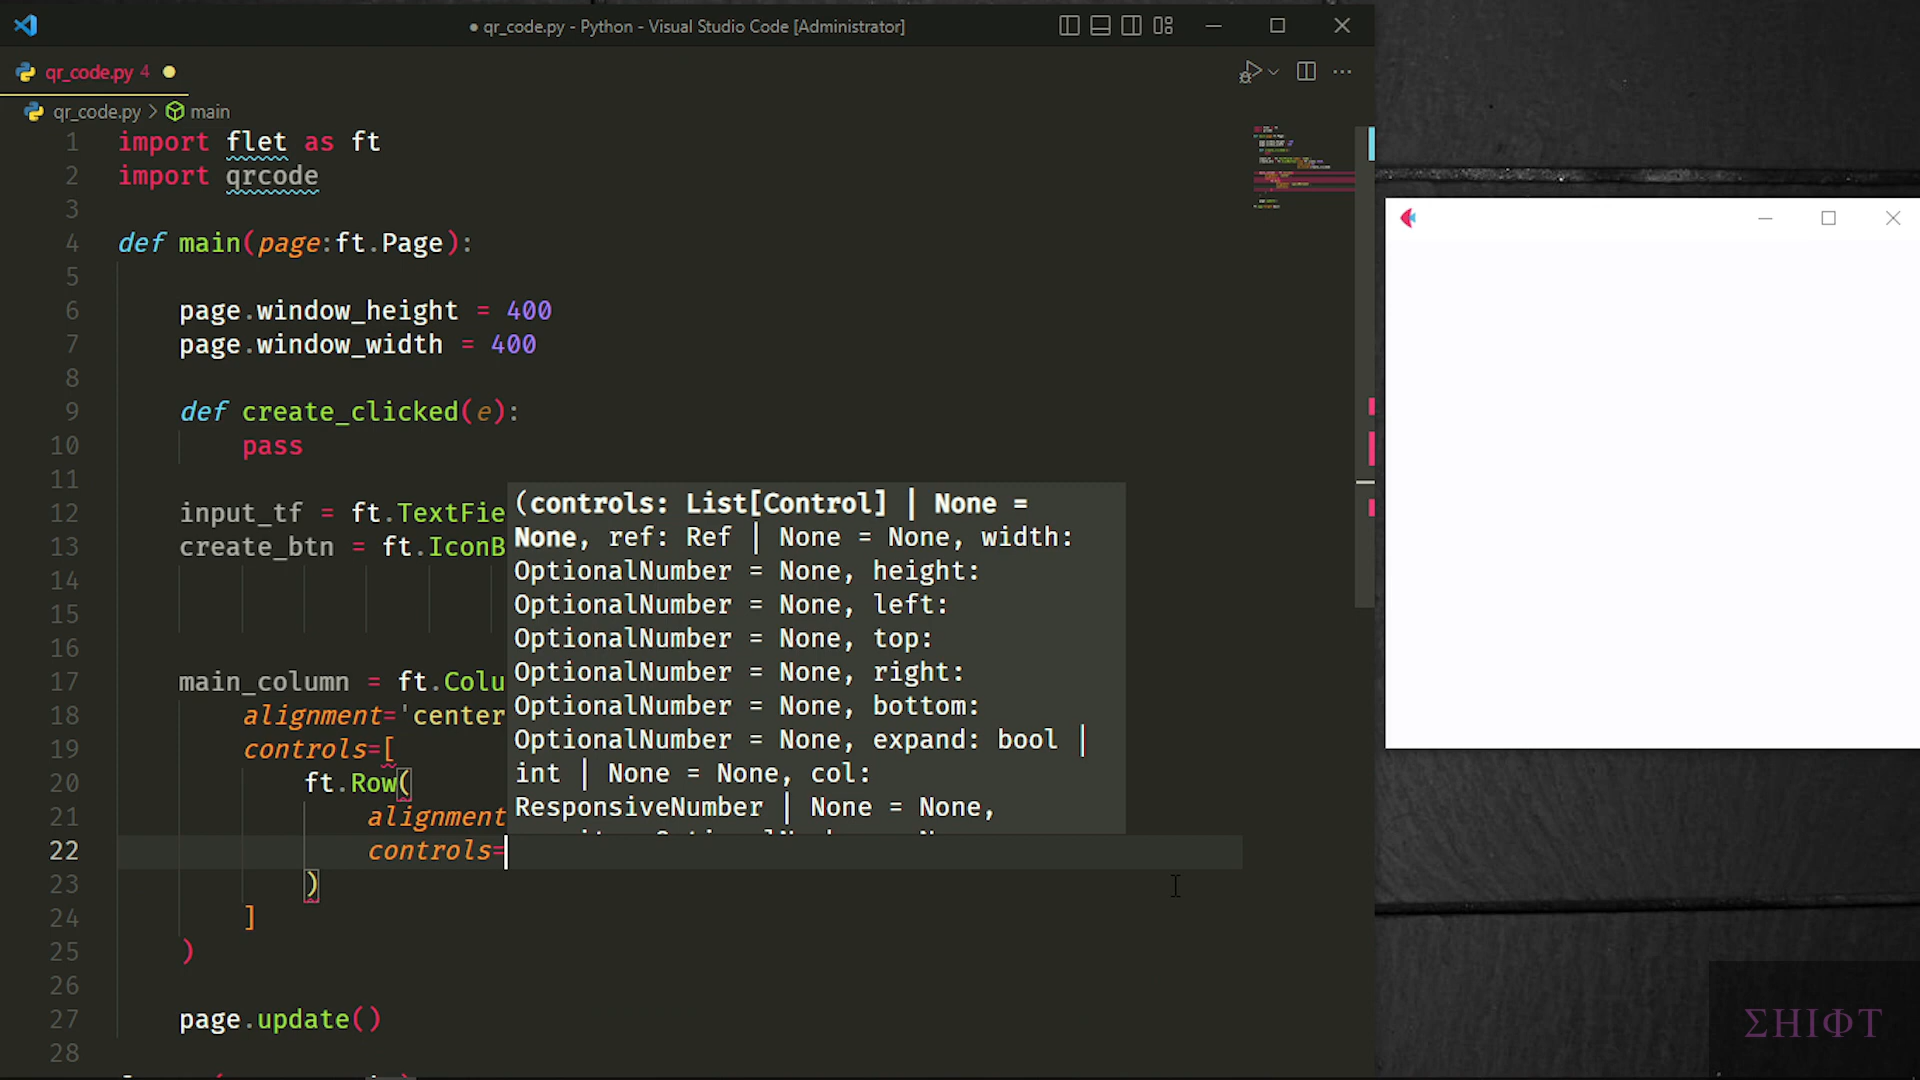 ● qr_code.py - Python - Visual Studio Code [Administrator]
qr_code.py 4 ●
qr_code.py > main
1 import flet as ft
2 import qrcode
3
4 def main(page:ft.Page):
5
6 page.window_height = 400
7 page.window_width = 400
8
9 def create_clicked(e):
10 pass
11
12 input_tf = ft.TextFie
13 create_btn = ft.IconB
14
15
16
17 main_column = ft.Colu
18 alignment='center
19 controls=[
20 ft.Row(
21 alignment
22 controls=
23 )
24 ]
25 )
26
27 page.update()
28
(controls: List[Control] | None =
None, ref: Ref | None = None, width:
OptionalNumber = None, height:
OptionalNumber = None, left:
OptionalNumber = None, top:
OptionalNumber = None, right:
OptionalNumber = None, bottom:
OptionalNumber = None, expand: bool |
int | None = None, col:
ResponsiveNumber | None = None,
ΣHIΦT